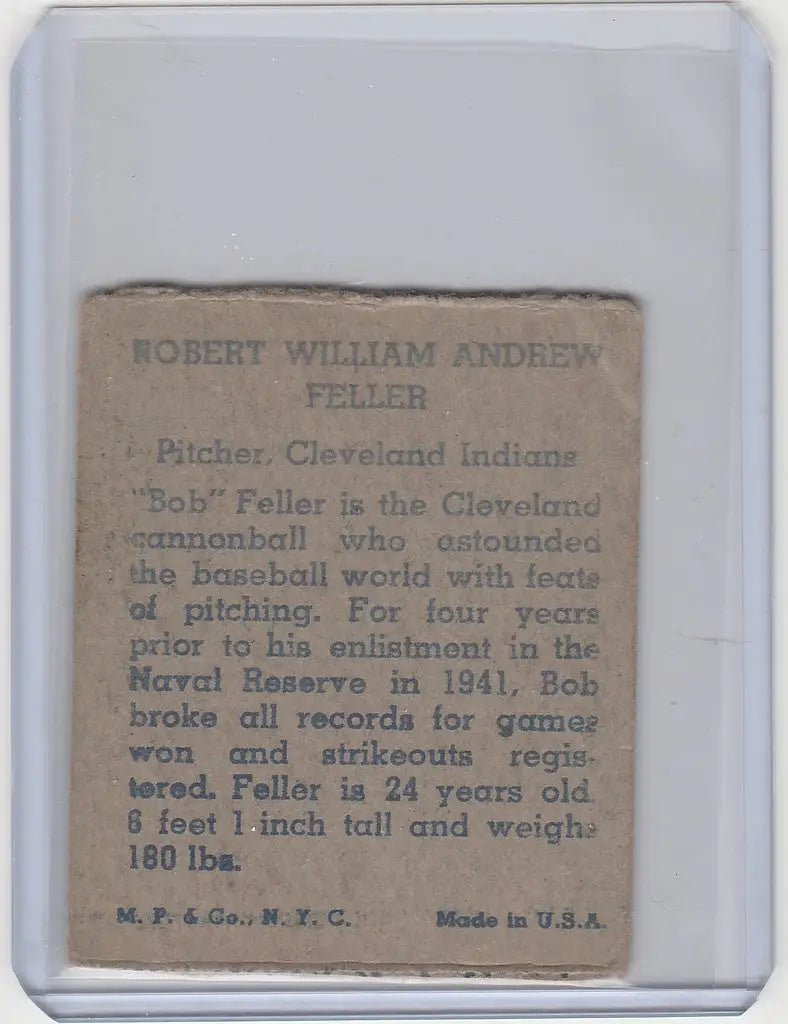 ROBERT WILLIAM ANDREW
FELLER
Pitcher, Cleveland Indians
"Bob" Feller is the Cleveland
cannonball who astounded
the baseball world with feats
of pitching. For four years
prior to his enlistment in the
Naval Reserve in 1941, Bob
broke all records for games
won and strikeouts regis-
tered. Feller is 24 years old.
6 feet 1 inch tall and weighs
180 lbs.
M. P. & Co., N. Y. C. Made in U.S.A.